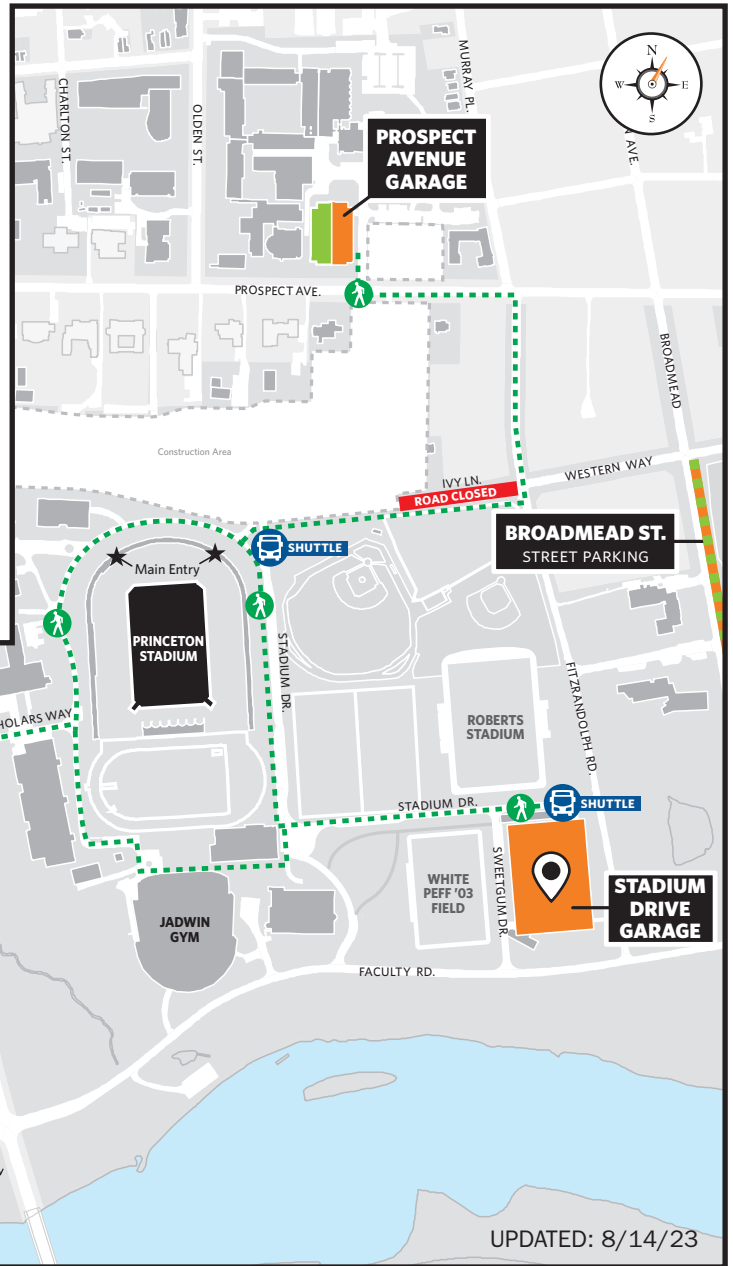 MURRAY PL.
CHARLTON ST.
OLDEN ST.
N
W
E
S
AVE.
PROSPECT
AVENUE
GARAGE
PROSPECT AVE.
BROADMEAD
Construction Area
IVY LN.
ROAD CLOSED
WESTERN WAY
BROADMEAD ST.
STREET PARKING
SHUTTLE
Main Entry
PRINCETON
STADIUM
STADIUM DR.
HOLARS WAY
ROBERTS
STADIUM
FITZRANDOLPH RD.
STADIUM DR.
SHUTTLE
WHITE
PEFF '03
FIELD
SWEETGUM DR.
STADIUM
DRIVE
GARAGE
JADWIN
GYM
FACULTY RD.
UPDATED: 8/14/23